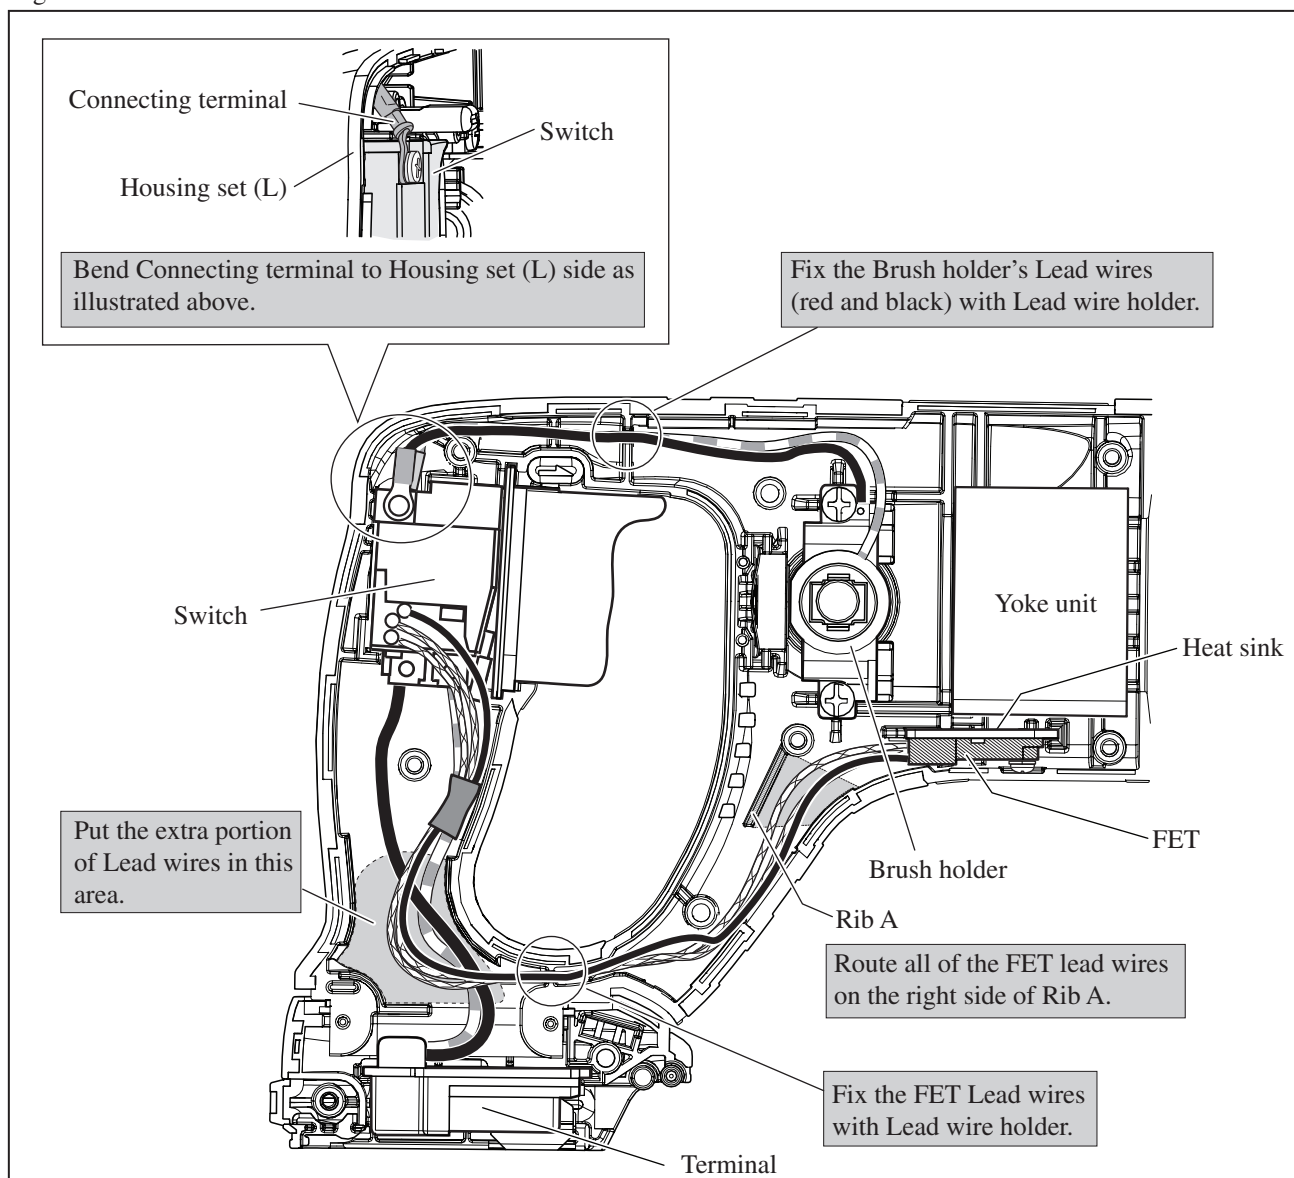 Connecting terminal
Switch
Housing set (L)
Bend Connecting terminal to Housing set (L) side as
illustrated above.
Fix the Brush holder's Lead wires
(red and black) with Lead wire holder.
Switch
Yoke unit
Heat sink
Put the extra portion
of Lead wires in this
area.
FET
Brush holder
Rib A
Route all of the FET lead wires
on the right side of Rib A.
Fix the FET Lead wires
with Lead wire holder.
Terminal